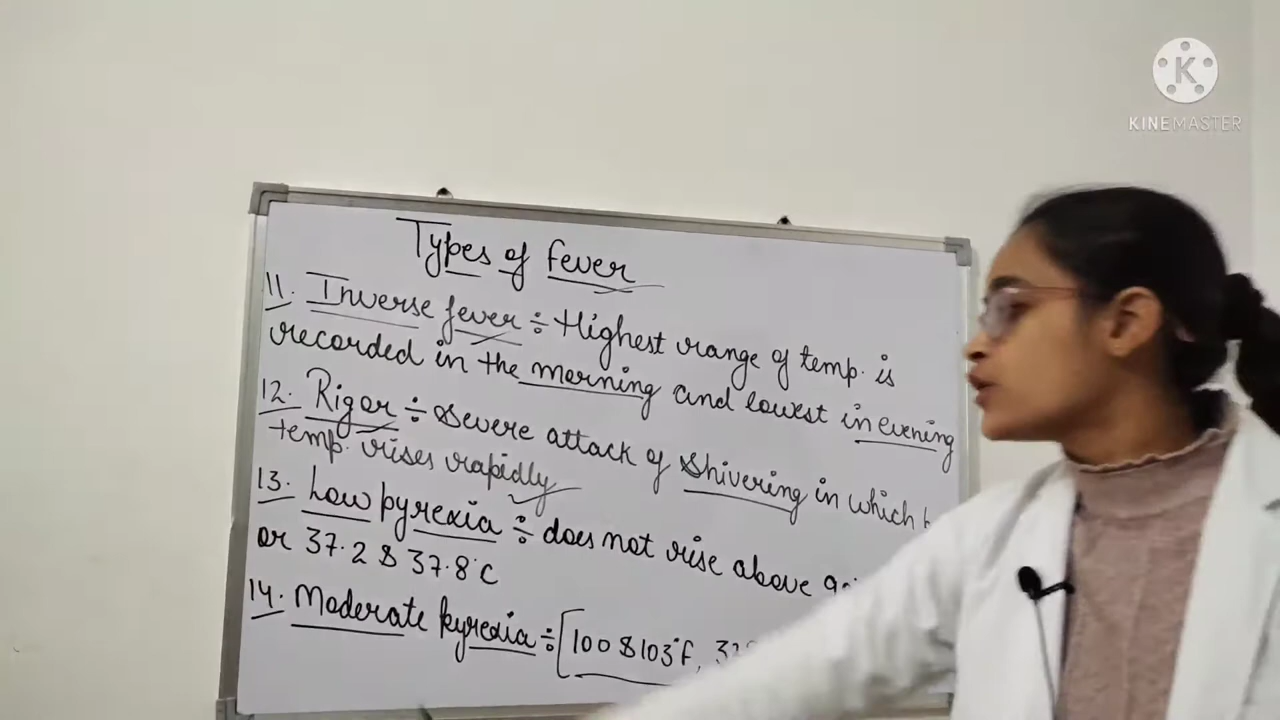 Types of fever
11. Inverse fever ÷ Highest range of temp. is
recorded in the morning and lowest in evening
12. Rigor ÷ Severe attack of shivering in which
temp. rises rapidly
13. Low pyrexia ÷ does not rise above
or 37.2 & 37.8°C
14. Moderate pyrexia ÷ [100 & 103°F,
KINEMASTER